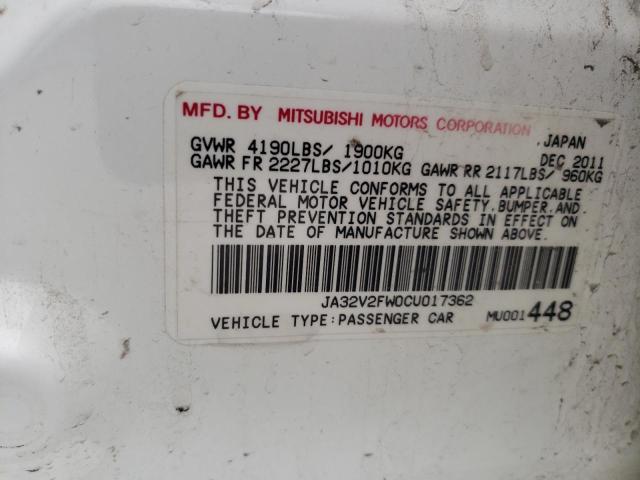 MFD. BY MITSUBISHI MOTORS CORPORATION
JAPAN
GVWR 4190LBS/ 1900KG DEC 2011
GAWR FR 2227LBS/1010KG GAWR RR 2117LBS/ 960KG
THIS VEHICLE CONFORMS TO ALL APPLICABLE
FEDERAL MOTOR VEHICLE SAFETY,BUMPER,AND
THEFT PREVENTION STANDARDS IN EFFECT ON
THE DATE OF MANUFACTURE SHOWN ABOVE.
JA32V2FW0CU017362
VEHICLE TYPE:PASSENGER CAR MU001448